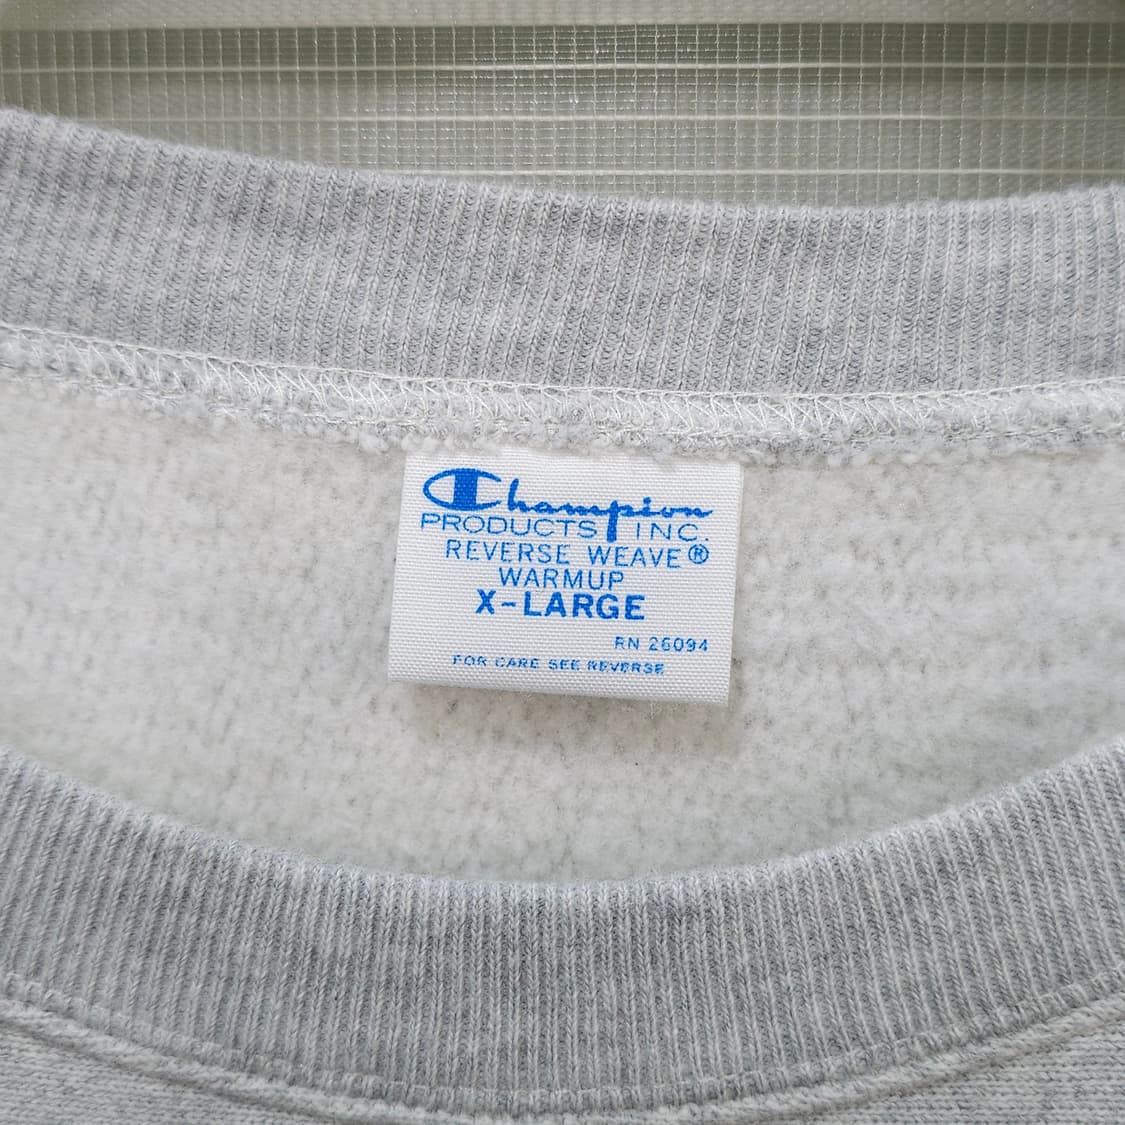 Champion
PRODUCTS INC.
REVERSE WEAVE®
WARMUP
X-LARGE
RN 26094
FOR CARE SEE REVERSE